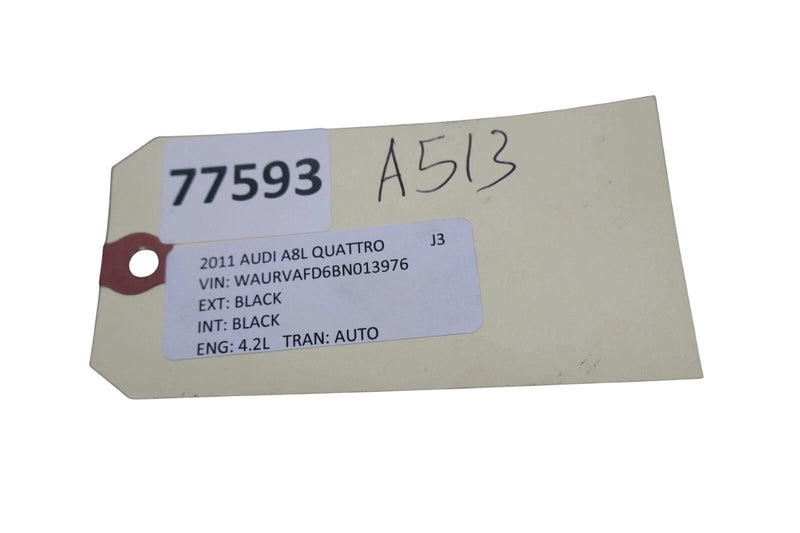 77593
A513
2011 AUDI A8L QUATTRO J3
VIN: WAURVAFD6BN013976
EXT: BLACK
INT: BLACK
ENG: 4.2L TRAN: AUTO